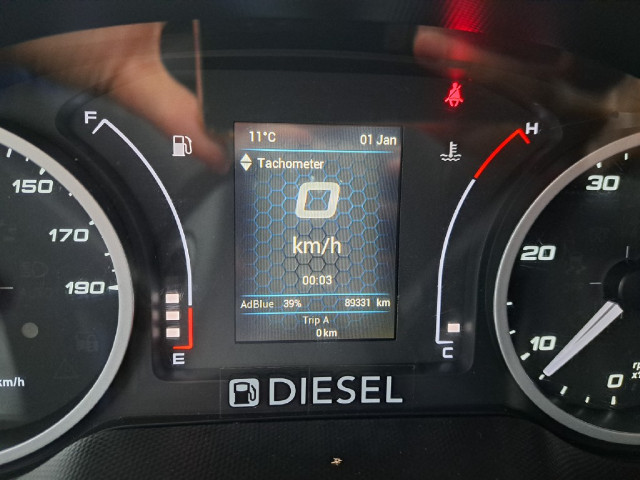 F
H
11°C 01 Jan
Tachometer
0
km/h
00:03
AdBlue 39% 89331 km
Trip A
0 km
E
C
DIESEL
150
170
190
km/h
30
20
10
0